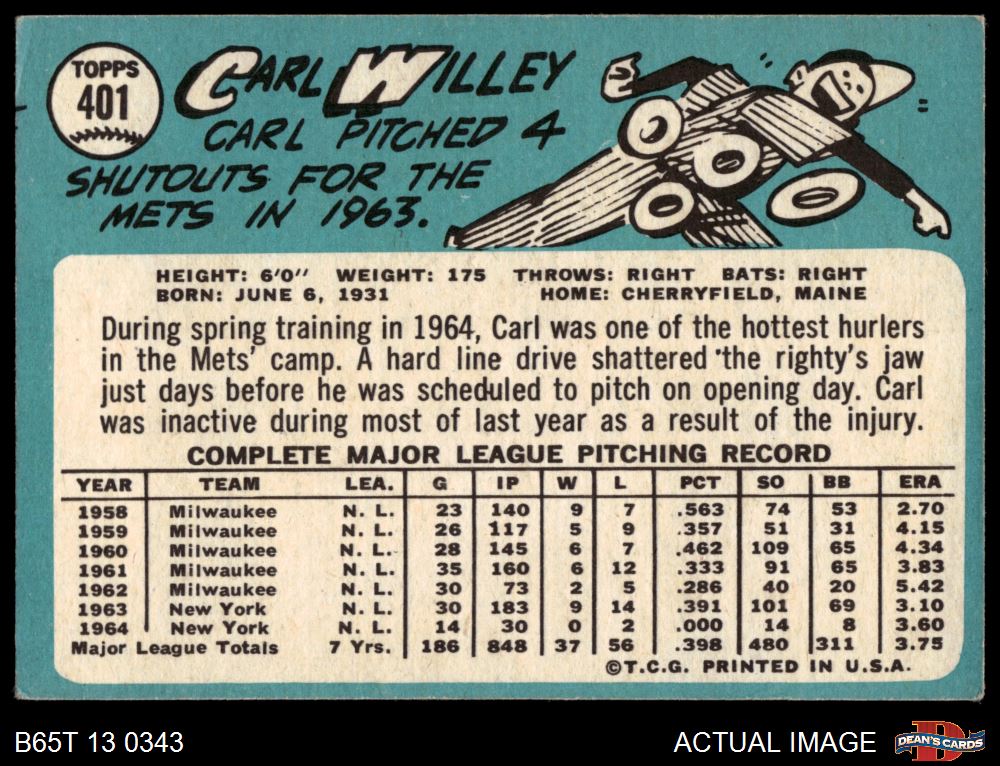 TOPPS
401
CARL WILLEY
CARL PITCHED 4
SHUTOUTS FOR THE
METS IN 1963.
HEIGHT: 6'0" WEIGHT: 175 THROWS: RIGHT BATS: RIGHT
BORN: JUNE 6, 1931 HOME: CHERRYFIELD, MAINE
During spring training in 1964, Carl was one of the hottest hurlers
in the Mets' camp. A hard line drive shattered the righty's jaw
just days before he was scheduled to pitch on opening day. Carl
was inactive during most of last year as a result of the injury.
COMPLETE MAJOR LEAGUE PITCHING RECORD
YEAR TEAM LEA. G IP W L PCT SO BB ERA
1958 Milwaukee N. L. 23 140 9 7 .563 74 53 2.70
1959 Milwaukee N. L. 26 117 5 9 .357 51 31 4.15
1960 Milwaukee N. L. 28 145 6 7 .462 109 65 4.34
1961 Milwaukee N. L. 35 160 6 12 .333 91 65 3.83
1962 Milwaukee N. L. 30 73 2 5 .286 40 20 5.42
1963 New York N. L. 30 183 9 14 .391 101 69 3.10
1964 New York N. L. 14 30 0 2 .000 14 8 3.60
Major League Totals 7 Yrs. 186 848 37 56 .398 480 311 3.75
©T.C.G. PRINTED IN U.S.A.
B65T 13 0343
ACTUAL IMAGE
DEAN'S CARDS